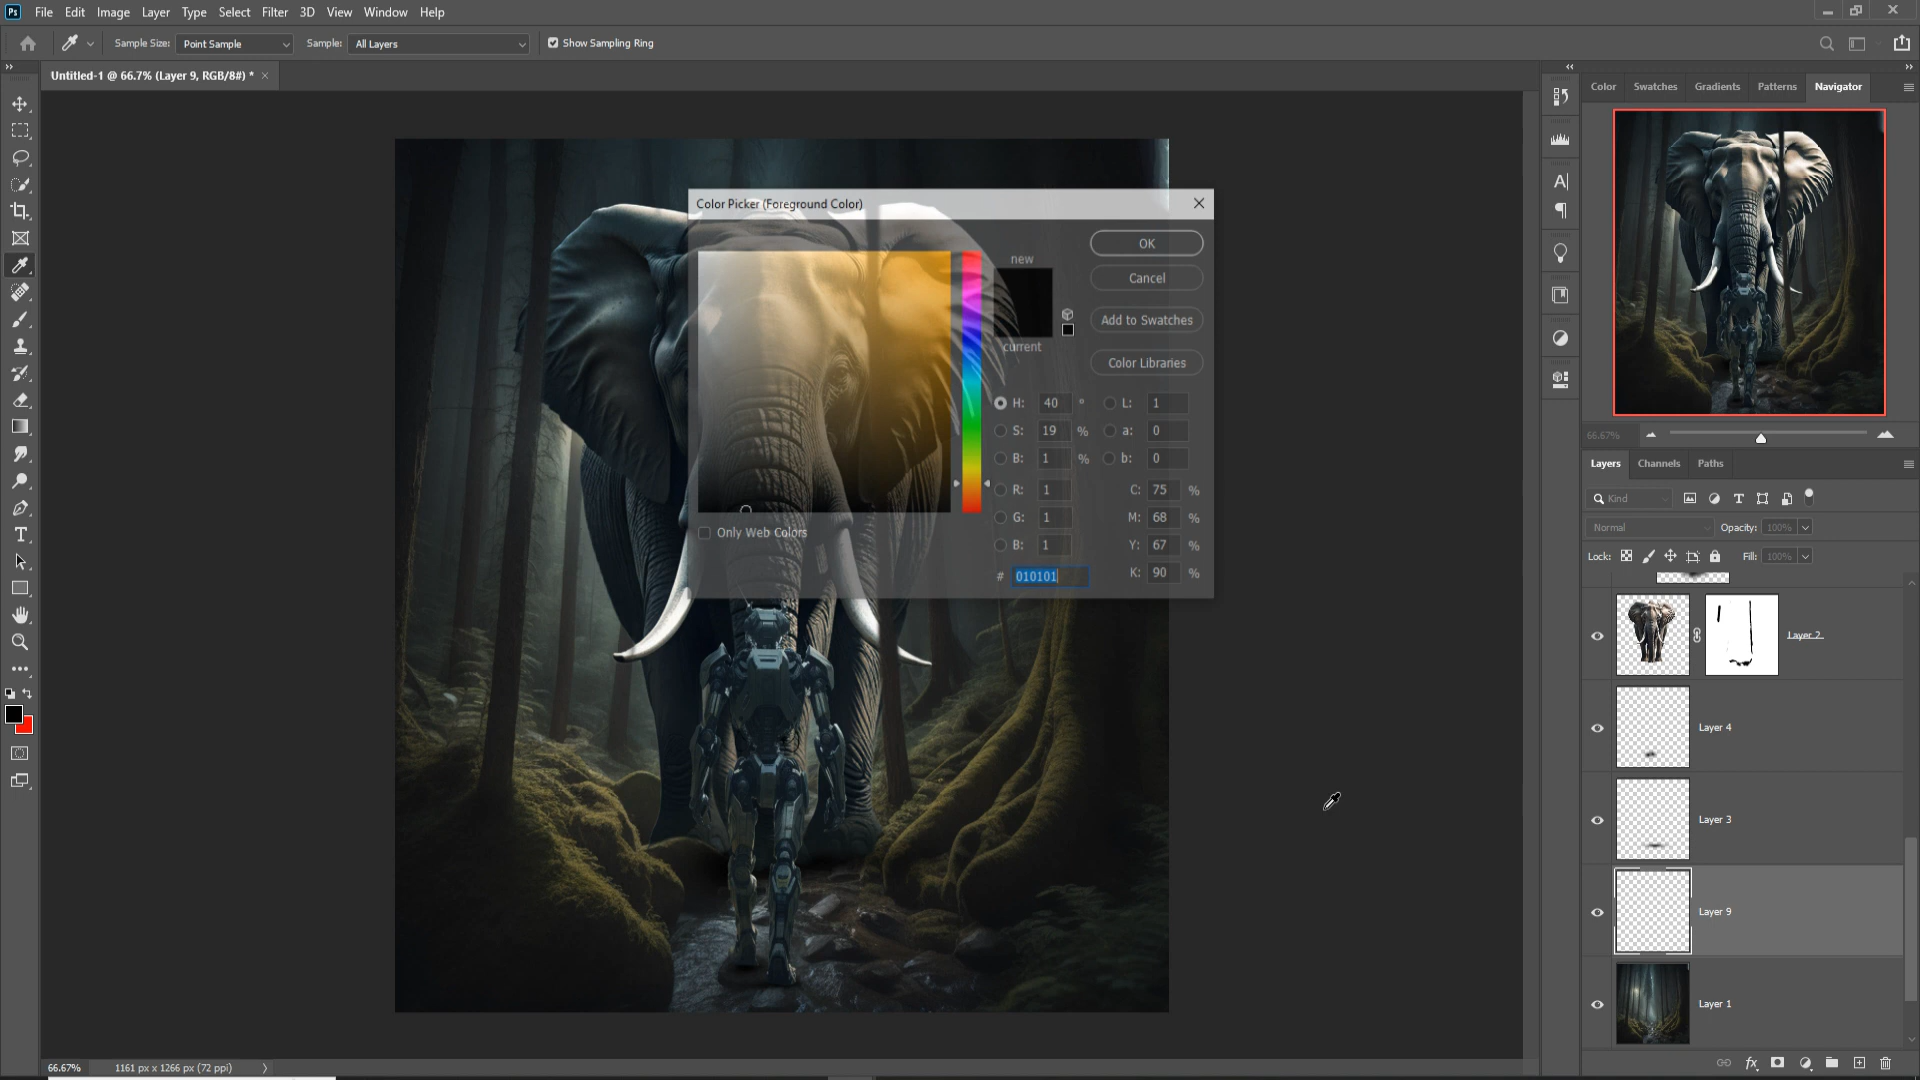 Ps File Edit Image Layer Type Select Filter 3D View Window Help
Sample Size: Point Sample Sample: All Layers Show Sampling Ring
Untitled-1 @ 66.7% (Layer 9, RGB/8#) * ×
Color Swatches Gradients Patterns Navigator
Color Picker (Foreground Color)
OK
new
Cancel
Add to Swatches
current
Color Libraries
H: 40 ° L: 1
S: 19 % a: 0
B: 1 % b: 0
R: 1 C: 75 %
G: 1 M: 68 %
Only Web Colors
B: 1 Y: 67 %
# 010101 K: 90 %
66.67%
Layers Channels Paths
Kind
Normal Opacity: 100%
Lock: Fill: 100%
Layer 2
Layer 4
Layer 3
Layer 9
Layer 1
66.67% 1161 px x 1266 px (72 ppi)